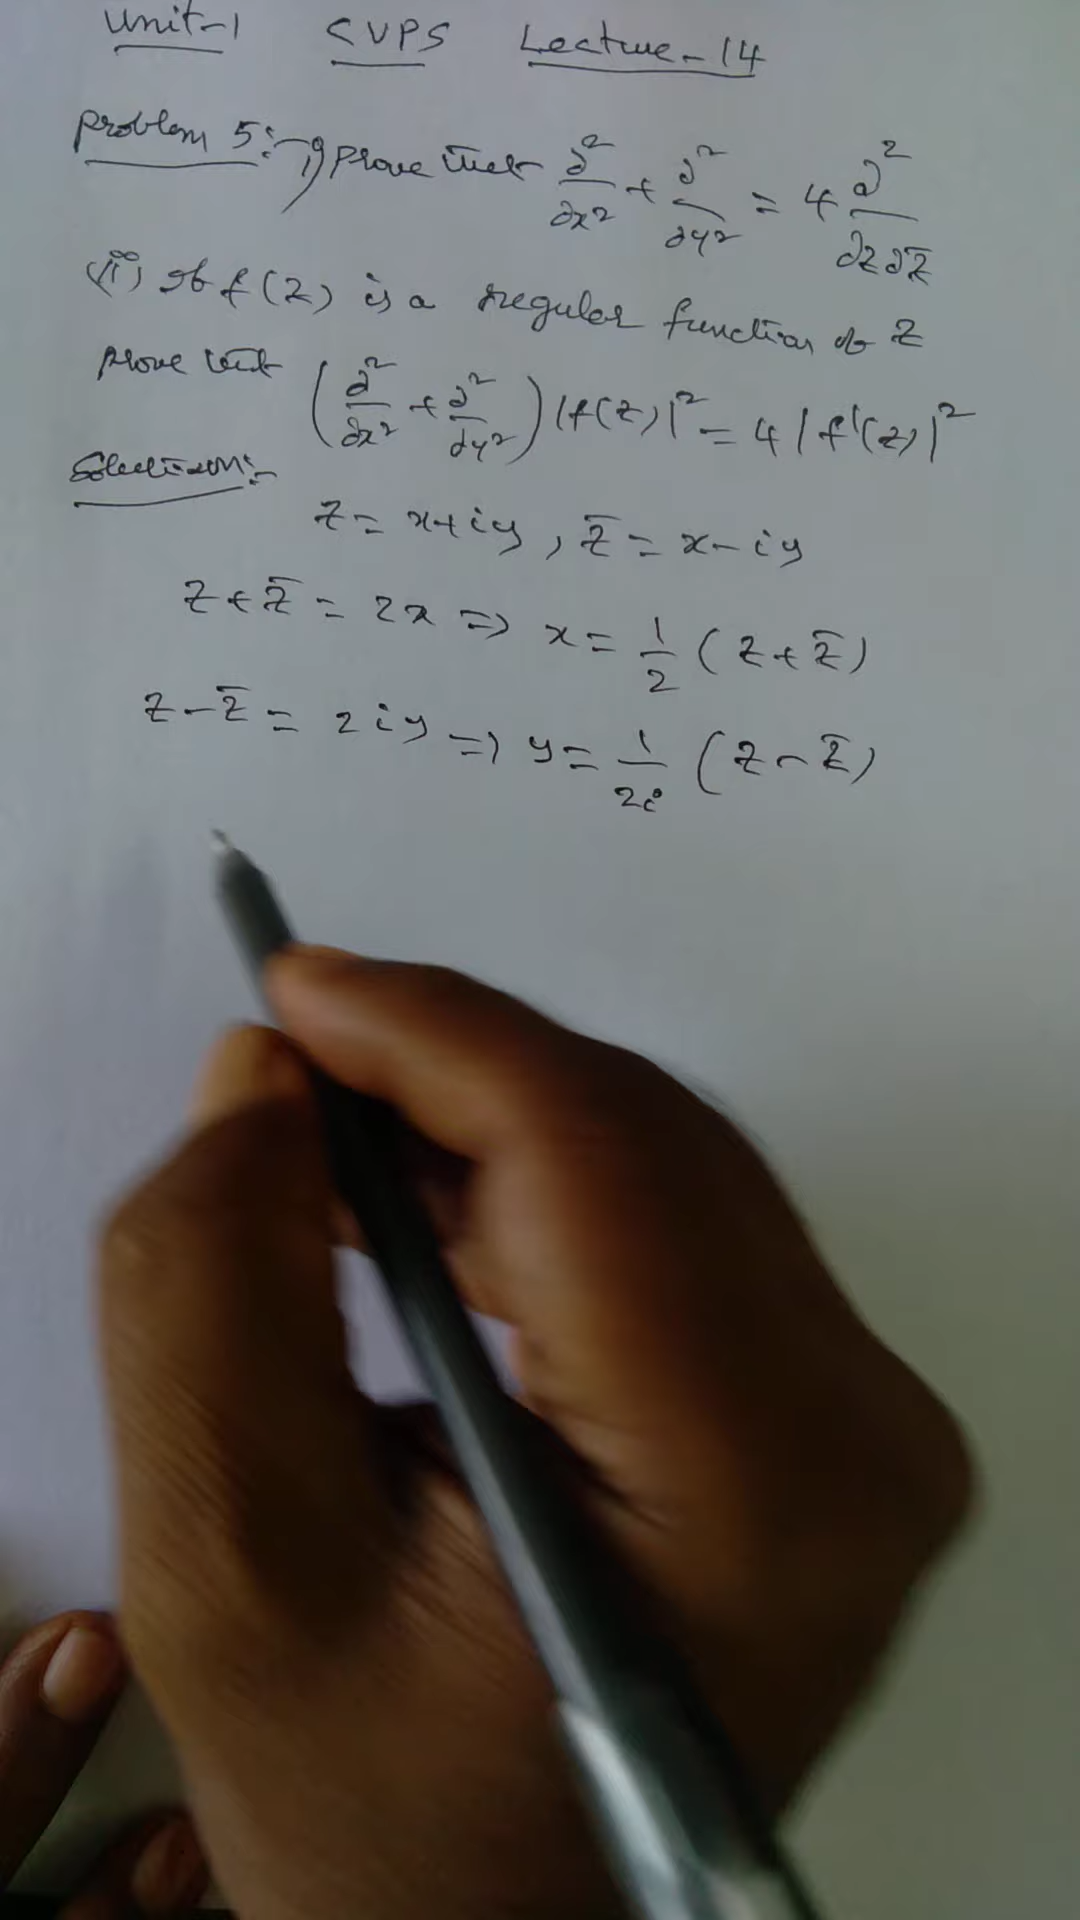 Unit-1 CVPS Lecture-14
Problem 5:- i) Prove that ∂²/∂x² + ∂²/∂y² = 4 ∂²/∂z∂z̄
(ii) If f(z) is a regular function of z
prove that (∂²/∂x² + ∂²/∂y²) |f(z)|² = 4 |f'(z)|²
Solution:-
z = x+iy, z̄ = x-iy
z+z̄ = 2x => x = 1/2 (z+z̄)
z-z̄ = 2iy => y = 1/2i (z-z̄)